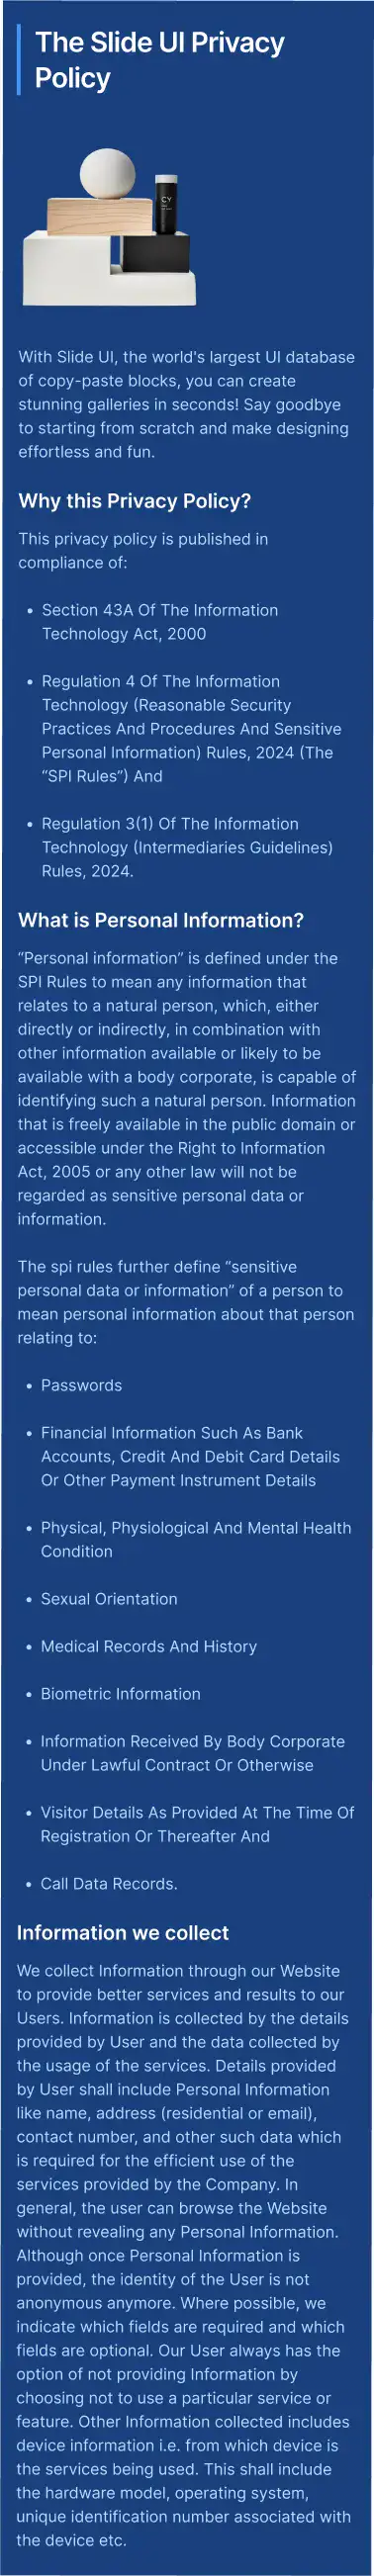 The Slide UI Privacy
Policy
CY
With Slide UI, the world's largest UI database
of copy-paste blocks, you can create
stunning galleries in seconds! Say goodbye
to starting from scratch and make designing
effortless and fun.
Why this Privacy Policy?
This privacy policy is published in
compliance of:
• Section 43A Of The Information
Technology Act, 2000
• Regulation 4 Of The Information
Technology (Reasonable Security
Practices And Procedures And Sensitive
Personal Information) Rules, 2024 (The
“SPI Rules”) And
• Regulation 3(1) Of The Information
Technology (Intermediaries Guidelines)
Rules, 2024.
What is Personal Information?
“Personal information” is defined under the
SPI Rules to mean any information that
relates to a natural person, which, either
directly or indirectly, in combination with
other information available or likely to be
available with a body corporate, is capable of
identifying such a natural person. Information
that is freely available in the public domain or
accessible under the Right to Information
Act, 2005 or any other law will not be
regarded as sensitive personal data or
information.
The spi rules further define “sensitive
personal data or information” of a person to
mean personal information about that person
relating to:
• Passwords
• Financial Information Such As Bank
Accounts, Credit And Debit Card Details
Or Other Payment Instrument Details
• Physical, Physiological And Mental Health
Condition
• Sexual Orientation
• Medical Records And History
• Biometric Information
• Information Received By Body Corporate
Under Lawful Contract Or Otherwise
• Visitor Details As Provided At The Time Of
Registration Or Thereafter And
• Call Data Records.
Information we collect
We collect Information through our Website
to provide better services and results to our
Users. Information is collected by the details
provided by User and the data collected by
the usage of the services. Details provided
by User shall include Personal Information
like name, address (residential or email),
contact number, and other such data which
is required for the efficient use of the
services provided by the Company. In
general, the user can browse the Website
without revealing any Personal Information.
Although once Personal Information is
provided, the identity of the User is not
anonymous anymore. Where possible, we
indicate which fields are required and which
fields are optional. Our User always has the
option of not providing Information by
choosing not to use a particular service or
feature. Other Information collected includes
device information i.e. from which device is
the services being used. This shall include
the hardware model, operating system,
unique identification number associated with
the device etc.